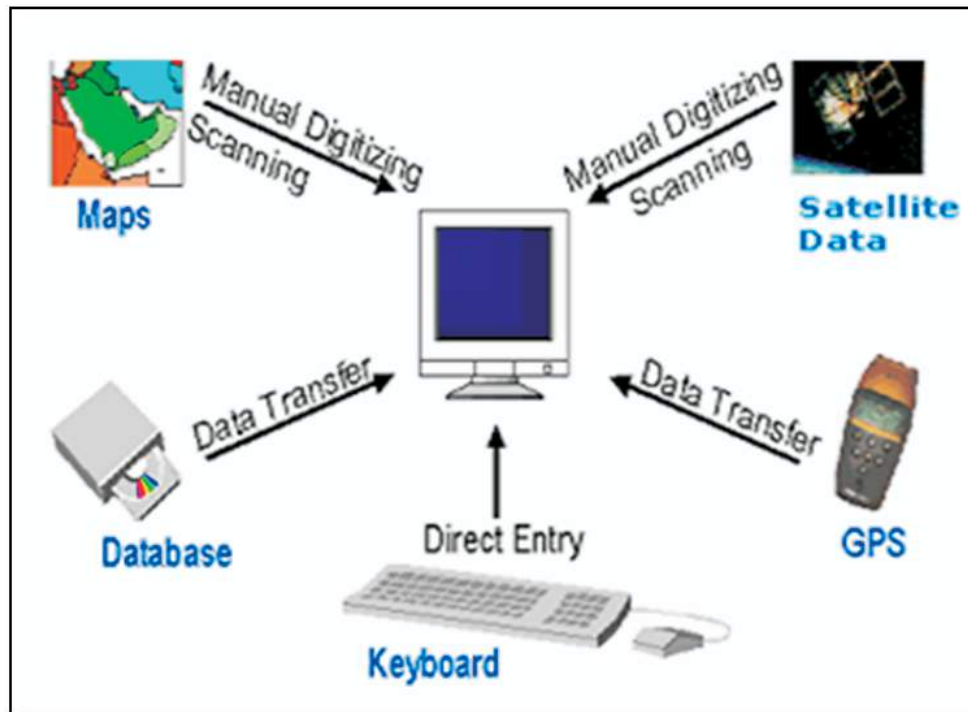 Manual Digitizing
Scanning
Maps
Manual Digitizing
Scanning
Satellite
Data
Data Transfer
Database
Data Transfer
GPS
Direct Entry
Keyboard